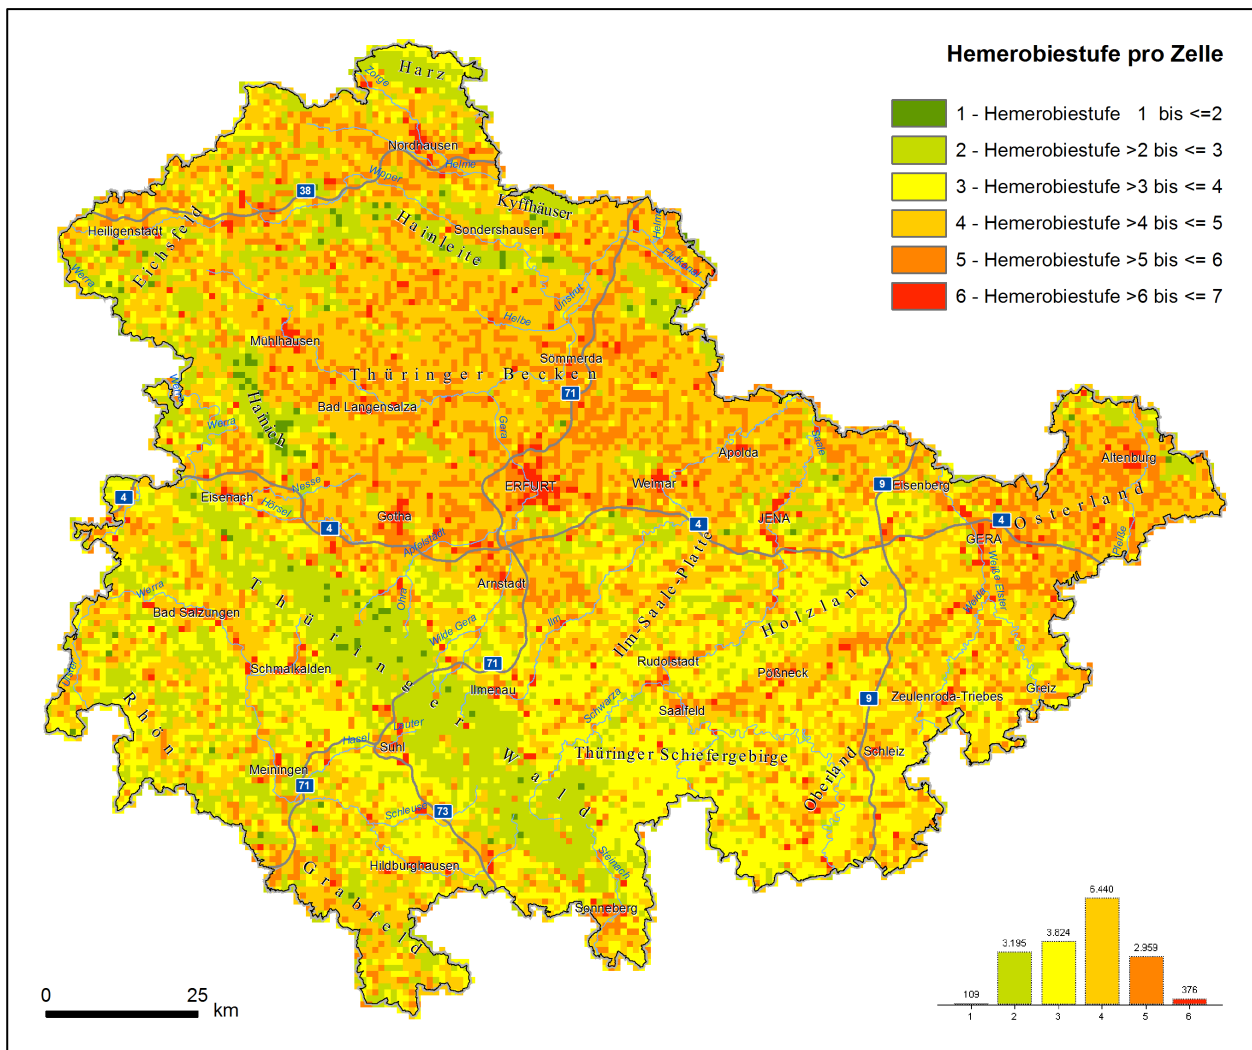 Hemerobiestufe pro Zelle
1 - Hemerobiestufe 1 bis <=2
2 - Hemerobiestufe >2 bis <= 3
3 - Hemerobiestufe >3 bis <= 4
4 - Hemerobiestufe >4 bis <= 5
5 - Hemerobiestufe >5 bis <= 6
6 - Hemerobiestufe >6 bis <= 7
Harz
Zorge
Nordhausen
Helme
Wipper
38
Kyffhäuser
Heiligenstadt
Eichsfeld
Hainleite
Sondershausen
Helme
Flutkanal
Werra
Unstrut
Helbe
Mühlhausen
Sömmerda
Thüringer Becken
71
Werra
Hainich
Bad Langensalza
Gera
Werra
Saale
Apolda
Altenburg
4
Eisenach
Nesse
Hörsel
ERFURT
Weimar
9
Eisenberg
Gotha
4
4
JENA
4
GERA
Osterland
Apfelstädt
Pleiße
Ilm-Saale-Platte
Thüringer Wald
Werra
Bad Salzungen
Ohra
Arnstadt
Ilm
Holzland
Weida
Weiße Elster
Wilde Gera
Schmalkalden
71
Ilmenau
Rudolstadt
Pößneck
Ulster
Rhön
Schwarza
Saalfeld
9
Zeulenroda-Triebes
Greiz
Lauter
Hasel
Suhl
Thüringer Schiefergebirge
Schleiz
Oberland
Meiningen
71
Schleuse
73
Hildburghausen
Grabfeld
Steinach
Sonneberg
0
25
km
109
3.195
3.824
5.440
2.959
376
1
2
3
4
5
6